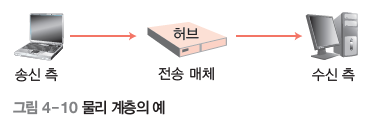 허브
송신 측
전송 매체
수신 측
그림 4-10 물리 계층의 예